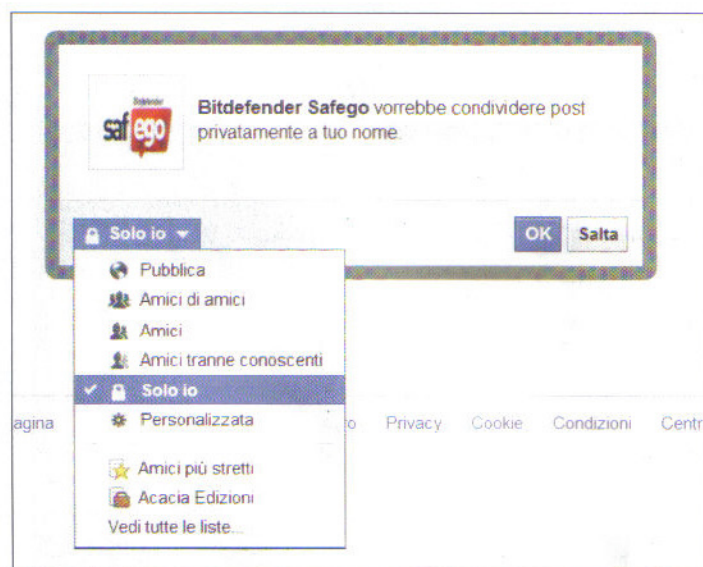 Bitdefender
safego
Bitdefender Safego vorrebbe condividere post
privatamente a tuo nome.
Solo io
OK
Salta
Pubblica
Amici di amici
Amici
Amici tranne conoscenti
Solo io
Personalizzata
agina
o
Privacy
Cookie
Condizioni
Centr
Amici più stretti
Acacia Edizioni
Vedi tutte le liste...